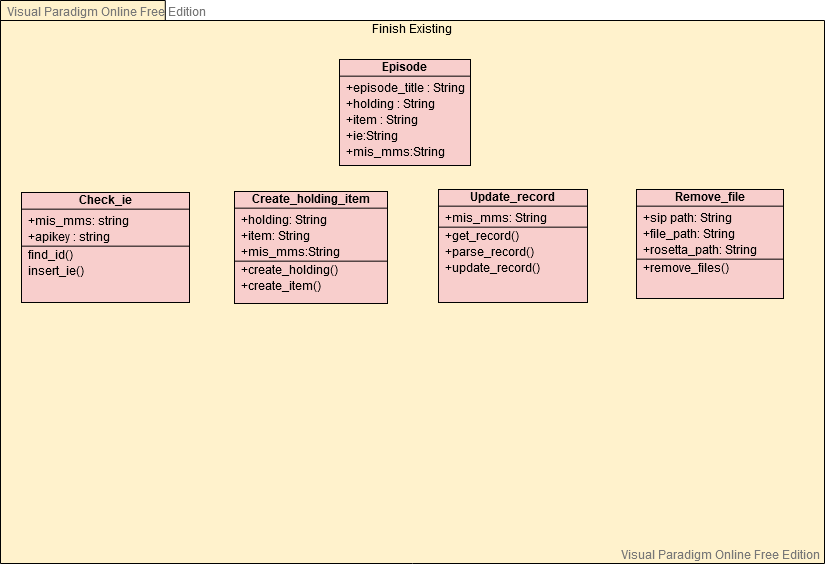 Visual Paradigm Online Free Edition
Finish Existing
Episode
+episode_title : String
+holding : String
+item : String
+ie:String
+mis_mms:String
Check_ie
+mis_mms: string
+apikey : string
find_id()
insert_ie()
Create_holding_item
+holding: String
+item: String
+mis_mms:String
+create_holding()
+create_item()
Update_record
+mis_mms: String
+get_record()
+parse_record()
+update_record()
Remove_file
+sip path: String
+file_path: String
+rosetta_path: String
+remove_files()
Visual Paradigm Online Free Edition